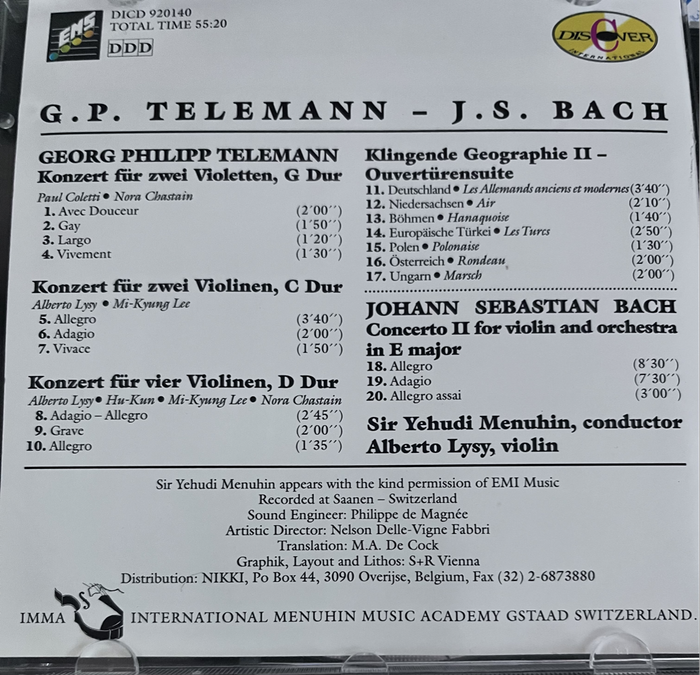 EMS
DICD 920140
TOTAL TIME 55:20
DDD
DISCOVER
INTERNATIONAL
G.P. TELEMANN – J.S. BACH
GEORG PHILIPP TELEMANN
Konzert für zwei Violetten, G Dur
Paul Coletti • Nora Chastain
1. Avec Douceur (2´00´´)
2. Gay (1´50´´)
3. Largo (1´20´´)
4. Vivement (1´30´´)
Konzert für zwei Violinen, C Dur
Alberto Lysy • Mi-Kyung Lee
5. Allegro (3´40´´)
6. Adagio (2´00´´)
7. Vivace (1´50´´)
Konzert für vier Violinen, D Dur
Alberto Lysy • Hu-Kun • Mi-Kyung Lee • Nora Chastain
8. Adagio – Allegro (2´45´´)
9. Grave (2´00´´)
10. Allegro (1´35´´)
Klingende Geographie II –
Ouvertürensuite
11. Deutschland • Les Allemands anciens et modernes (3´40´´)
12. Niedersachsen • Air (2´10´´)
13. Böhmen • Hanaquoise (1´40´´)
14. Europäische Türkei • Les Turcs (2´50´´)
15. Polen • Polonaise (1´30´´)
16. Österreich • Rondeau (2´00´´)
17. Ungarn • Marsch (2´00´´)
JOHANN SEBASTIAN BACH
Concerto II for violin and orchestra
in E major
18. Allegro (8´30´´)
19. Adagio (7´30´´)
20. Allegro assai (3´00´´)
Sir Yehudi Menuhin, conductor
Alberto Lysy, violin
Sir Yehudi Menuhin appears with the kind permission of EMI Music
Recorded at Saanen – Switzerland
Sound Engineer: Philippe de Magnée
Artistic Director: Nelson Delle-Vigne Fabbri
Translation: M.A. De Cock
Graphik, Layout and Lithos: S+R Vienna
Distribution: NIKKI, Po Box 44, 3090 Overijse, Belgium, Fax (32) 2-6873880
IMMA INTERNATIONAL MENUHIN MUSIC ACADEMY GSTAAD SWITZERLAND.